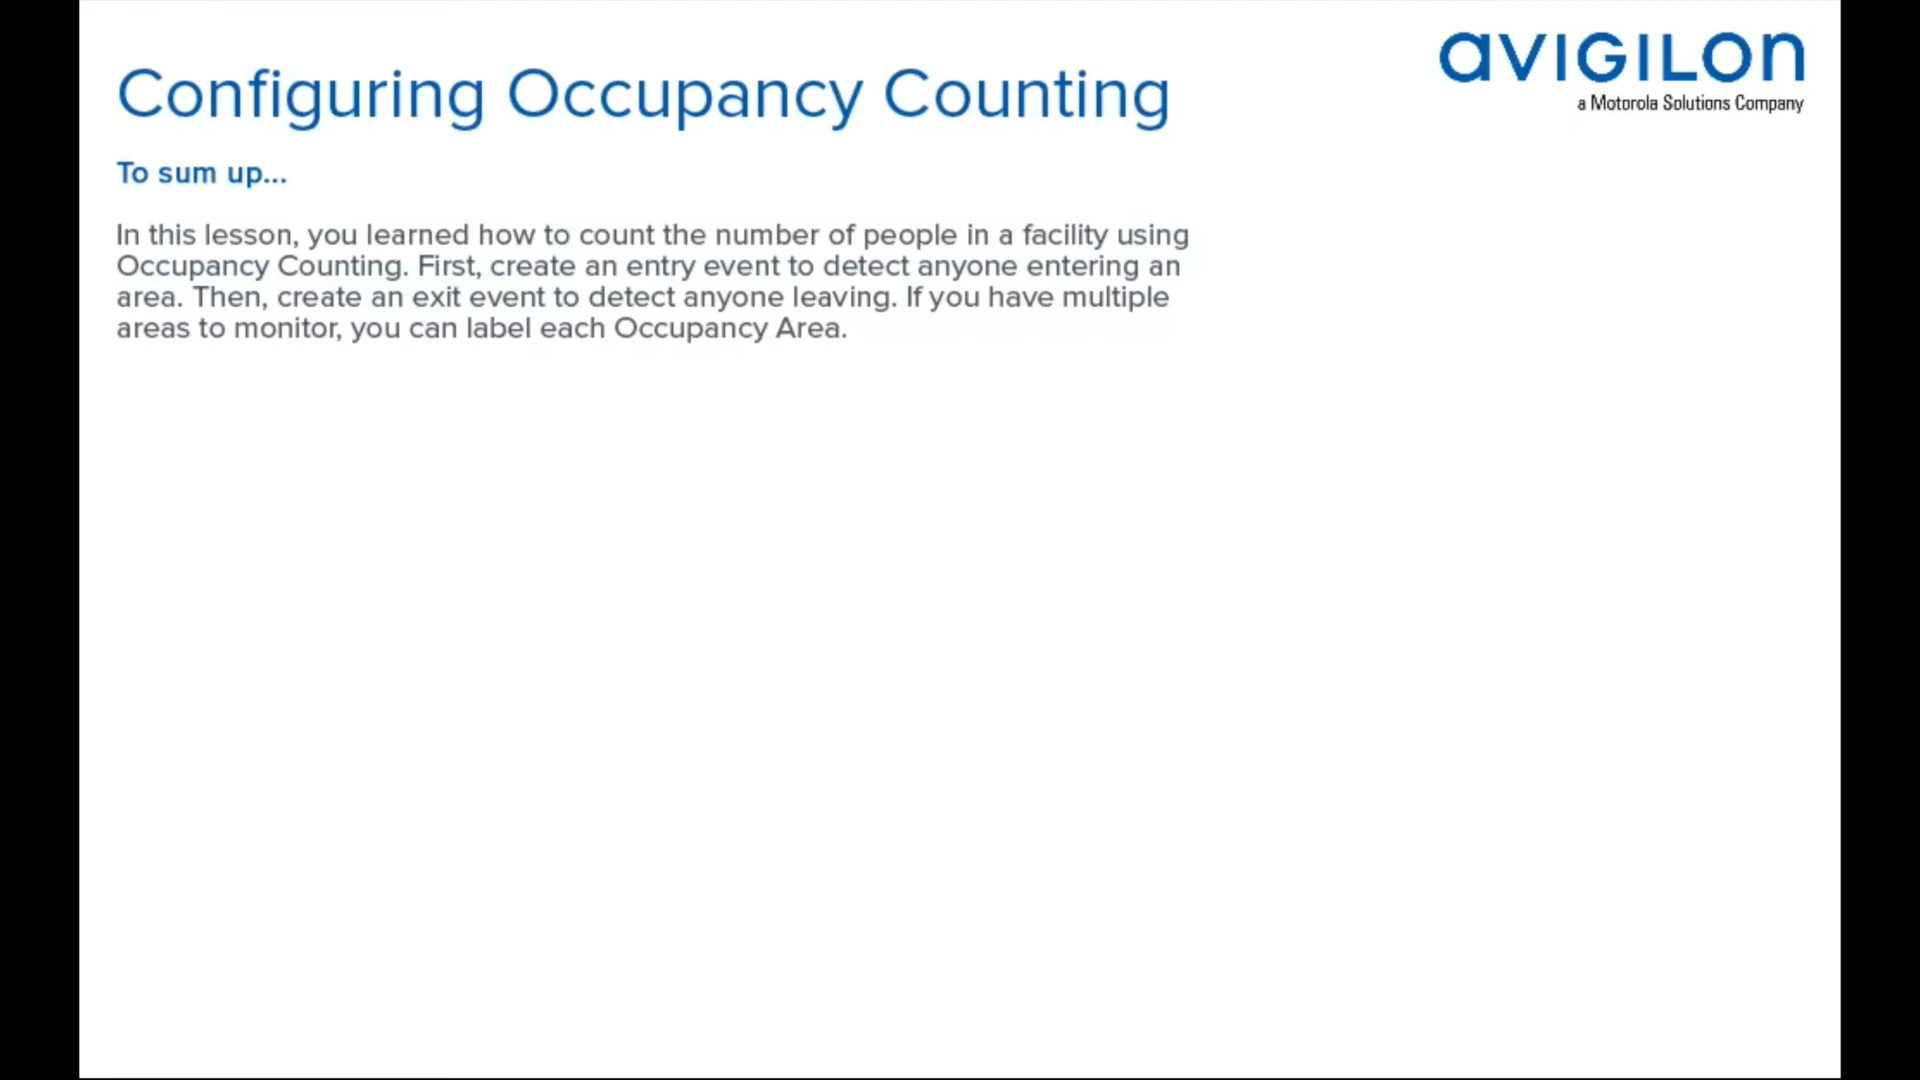 aVIGILOn
a Motorola Solutions Company
Configuring Occupancy Counting
To sum up...
In this lesson, you learned how to count the number of people in a facility using
Occupancy Counting. First, create an entry event to detect anyone entering an
area. Then, create an exit event to detect anyone leaving. If you have multiple
areas to monitor, you can label each Occupancy Area.